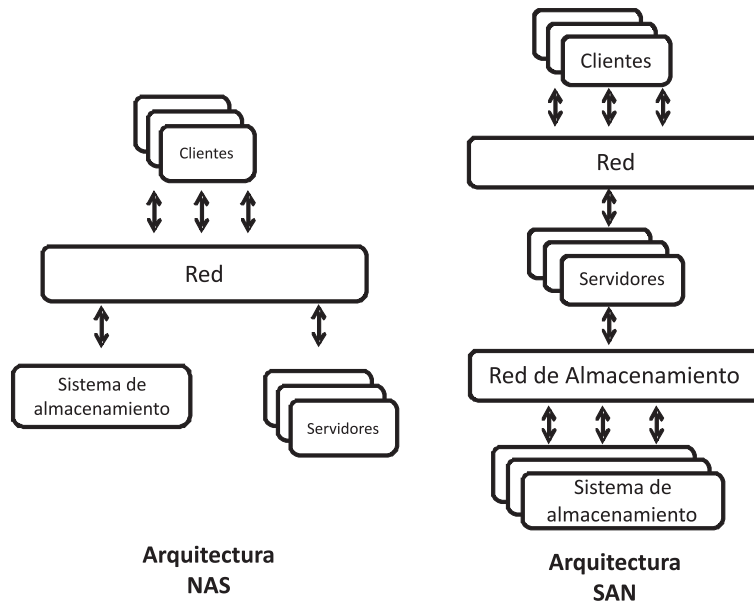 Clientes
Red
Sistema de
almacenamiento
Servidores
Arquitectura
NAS
Clientes
Red
Servidores
Red de Almacenamiento
Sistema de
almacenamiento
Arquitectura
SAN